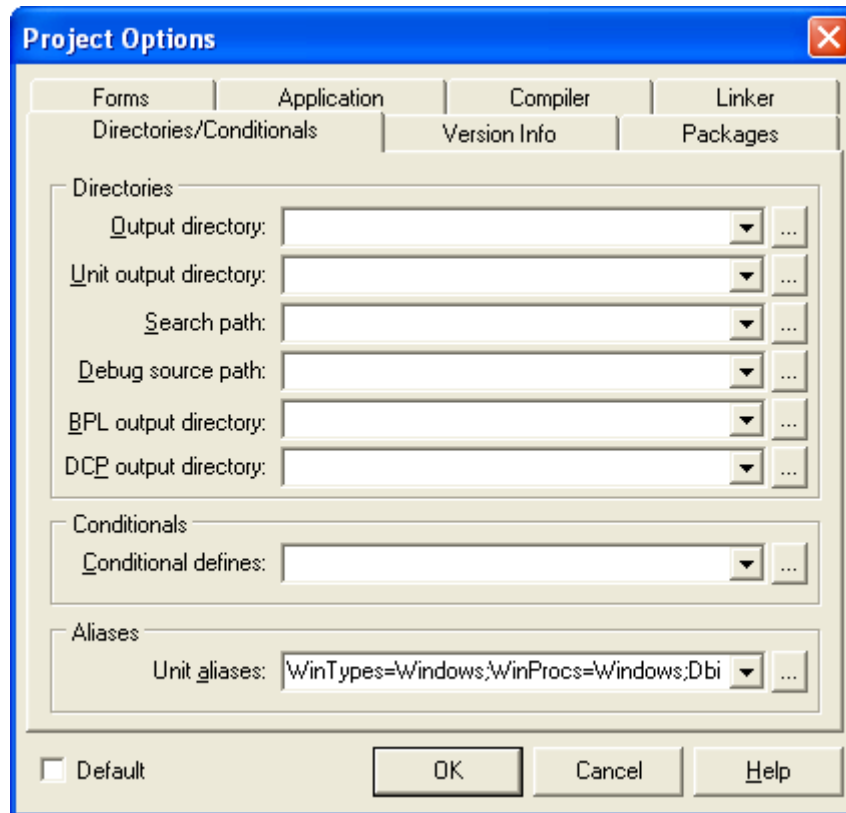 Project Options
Forms Application Compiler Linker
Directories/Conditionals Version Info Packages
Directories
Output directory: ...
Unit output directory: ...
Search path: ...
Debug source path: ...
BPL output directory: ...
DCP output directory: ...
Conditionals
Conditional defines: ...
Aliases
Unit aliases: WinTypes=Windows;WinProcs=Windows;Dbi ...
Default OK Cancel Help